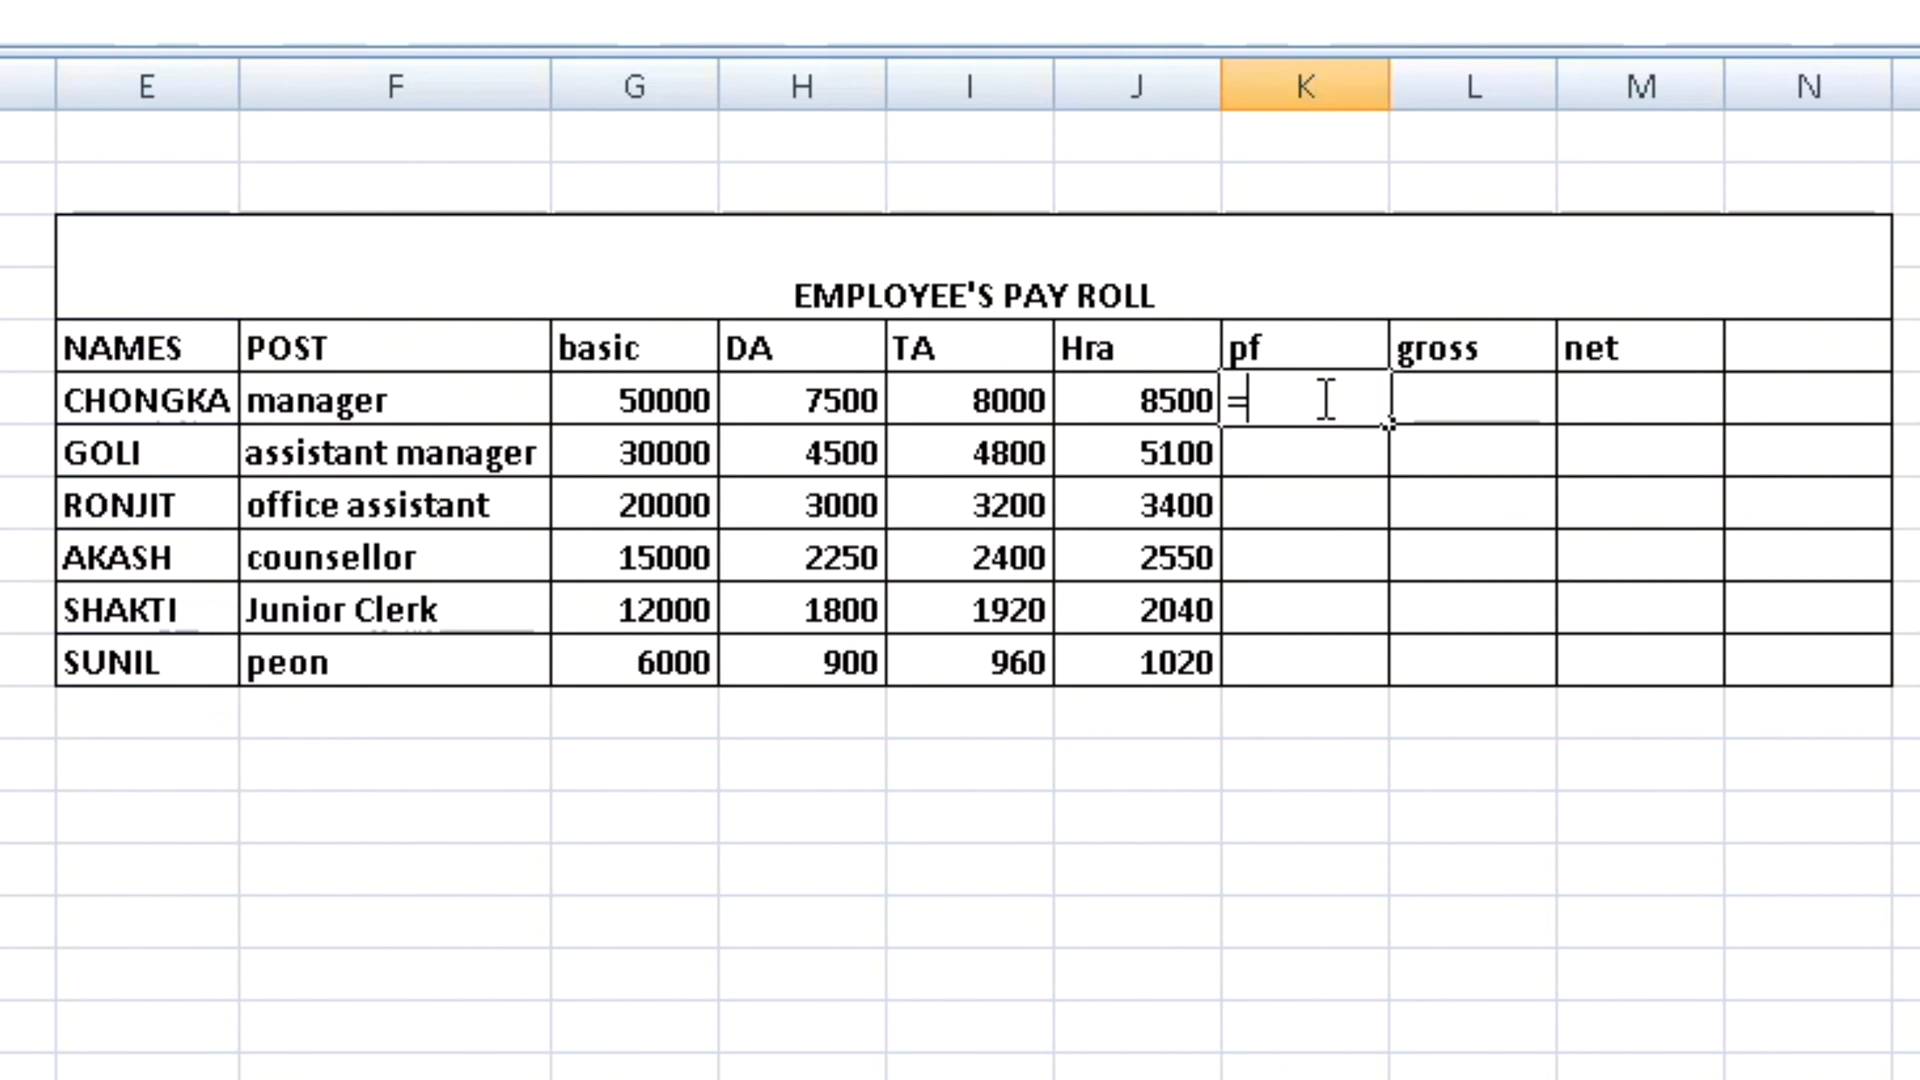 E F G H I J K L M N
EMPLOYEE'S PAY ROLL
NAMES POST basic DA TA Hra pf gross net
CHONGKA manager 50000 7500 8000 8500 =
GOLI assistant manager 30000 4500 4800 5100
RONJIT office assistant 20000 3000 3200 3400
AKASH counsellor 15000 2250 2400 2550
SHAKTI Junior Clerk 12000 1800 1920 2040
SUNIL peon 6000 900 960 1020